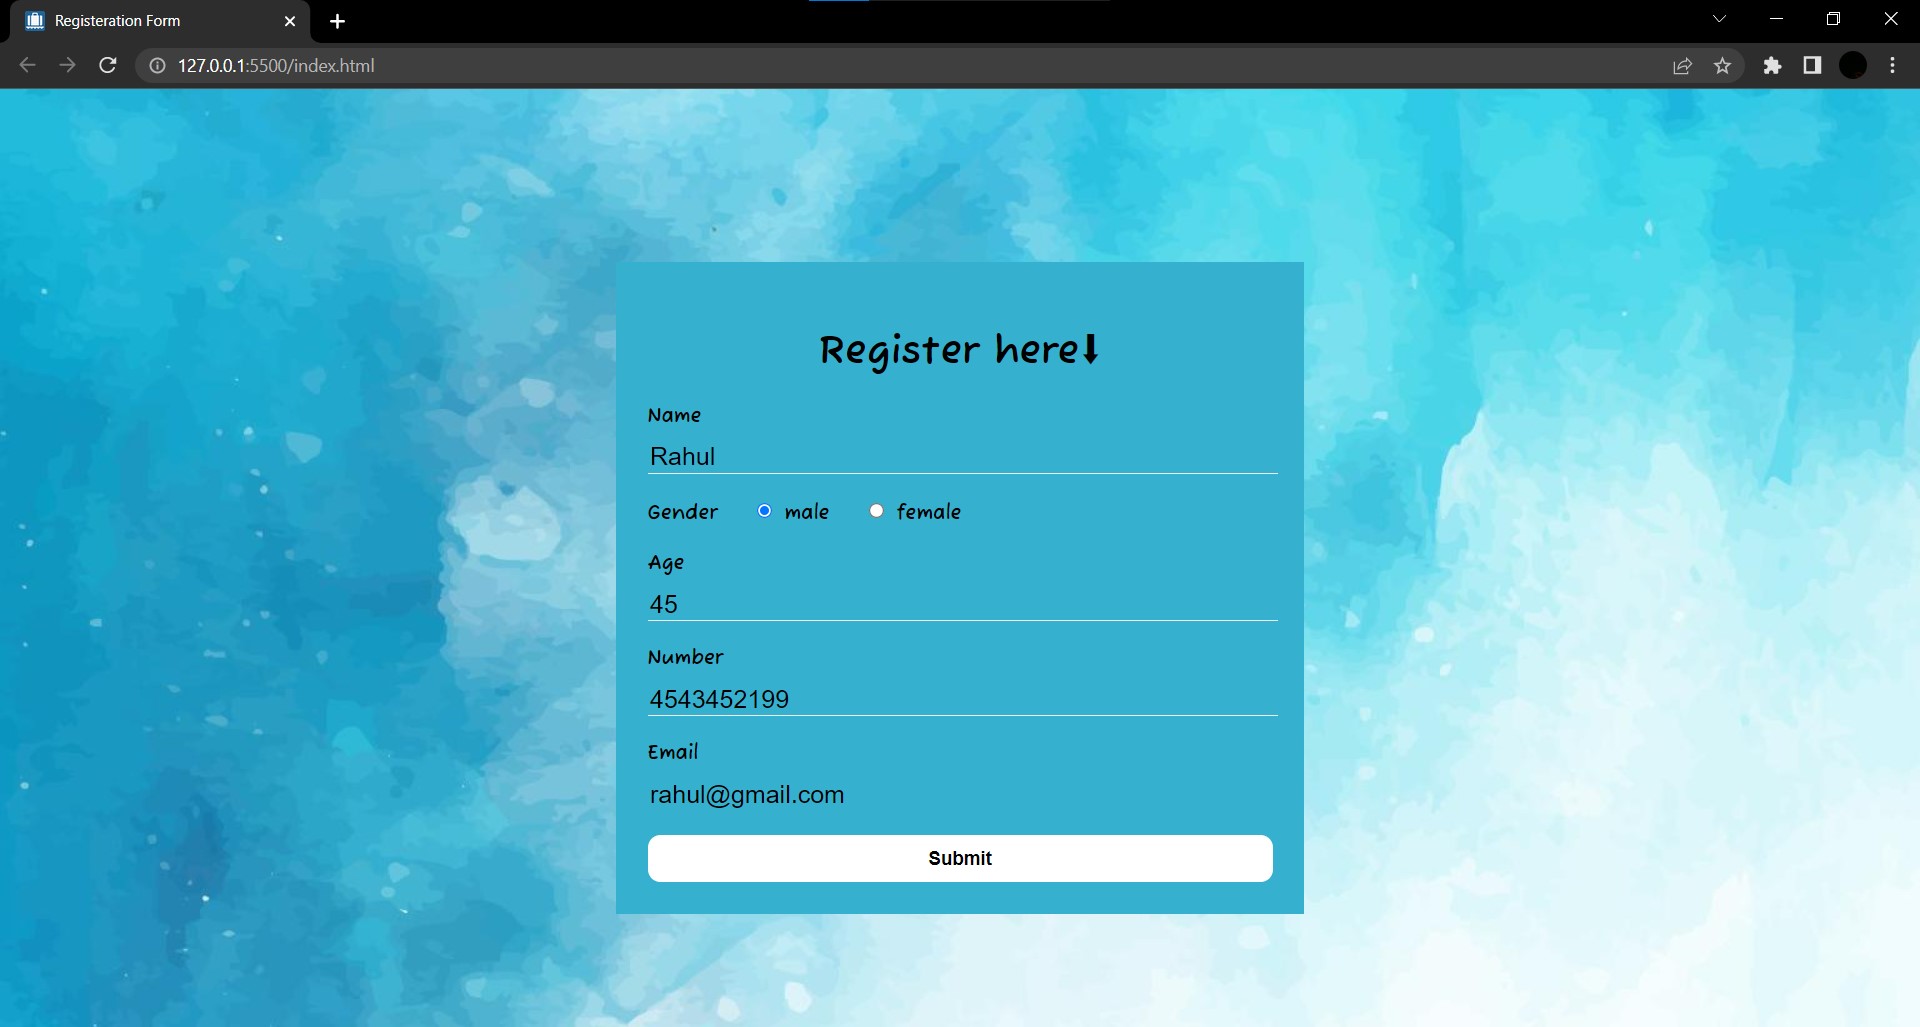 Registeration Form
127.0.0.1:5500/index.html
Register here⬇
Name
Rahul
Gender male female
Age
45
Number
4543452199
Email
rahul@gmail.com
Submit